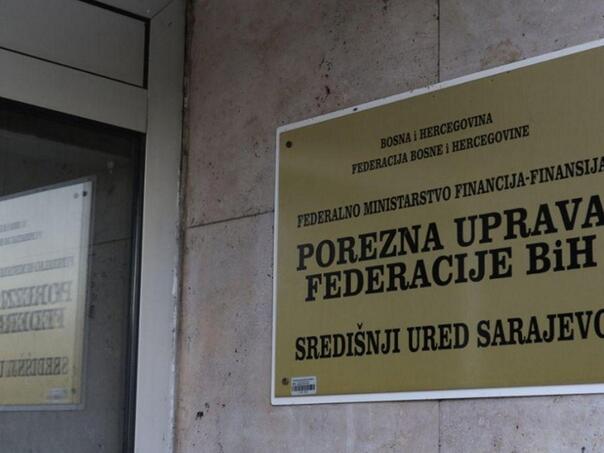 BOSNA i HERCEGOVINA
FEDERACIJA BOSNE i HERCEGOVINE
FEDERALNO MINISTARSTVO FINANCIJA-FINANSIJA
POREZNA UPRAVA
FEDERACIJE BiH
SREDIŠNJI URED SARAJEVO